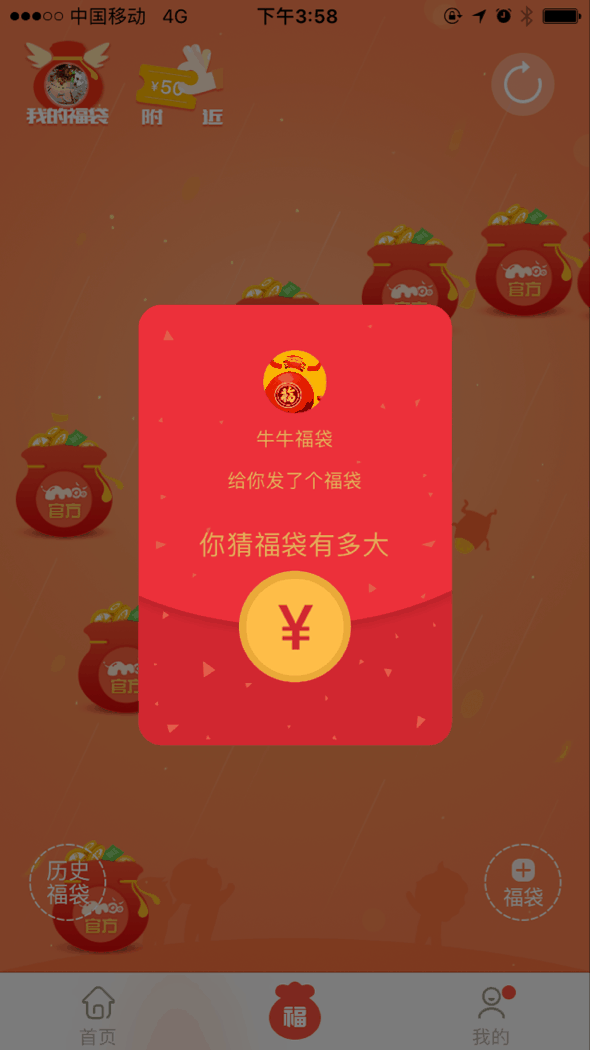 中国移动 4G 下午3:58
¥50
我的福袋 附近
官方
官方
福
牛牛福袋
给你发了个福袋
官方
你猜福袋有多大
¥
官方
历史
福袋
福袋
官方
福
首页 我的